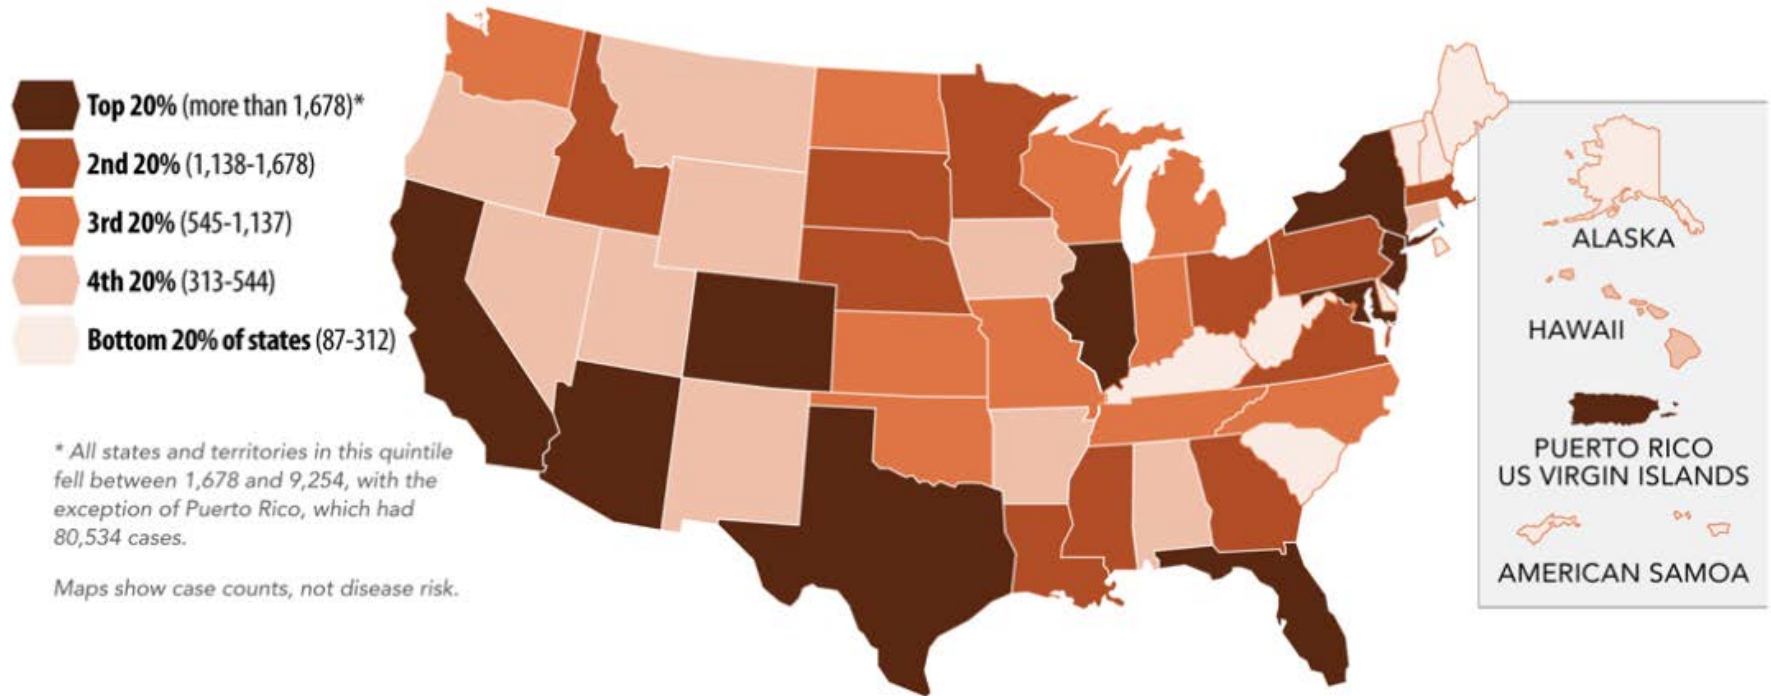 Top 20% (more than 1,678)*
2nd 20% (1,138-1,678)
3rd 20% (545-1,137)
4th 20% (313-544)
Bottom 20% of states (87-312)
* All states and territories in this quintile
fell between 1,678 and 9,254, with the
exception of Puerto Rico, which had
80,534 cases.
Maps show case counts, not disease risk.
ALASKA
HAWAII
PUERTO RICO
US VIRGIN ISLANDS
AMERICAN SAMOA